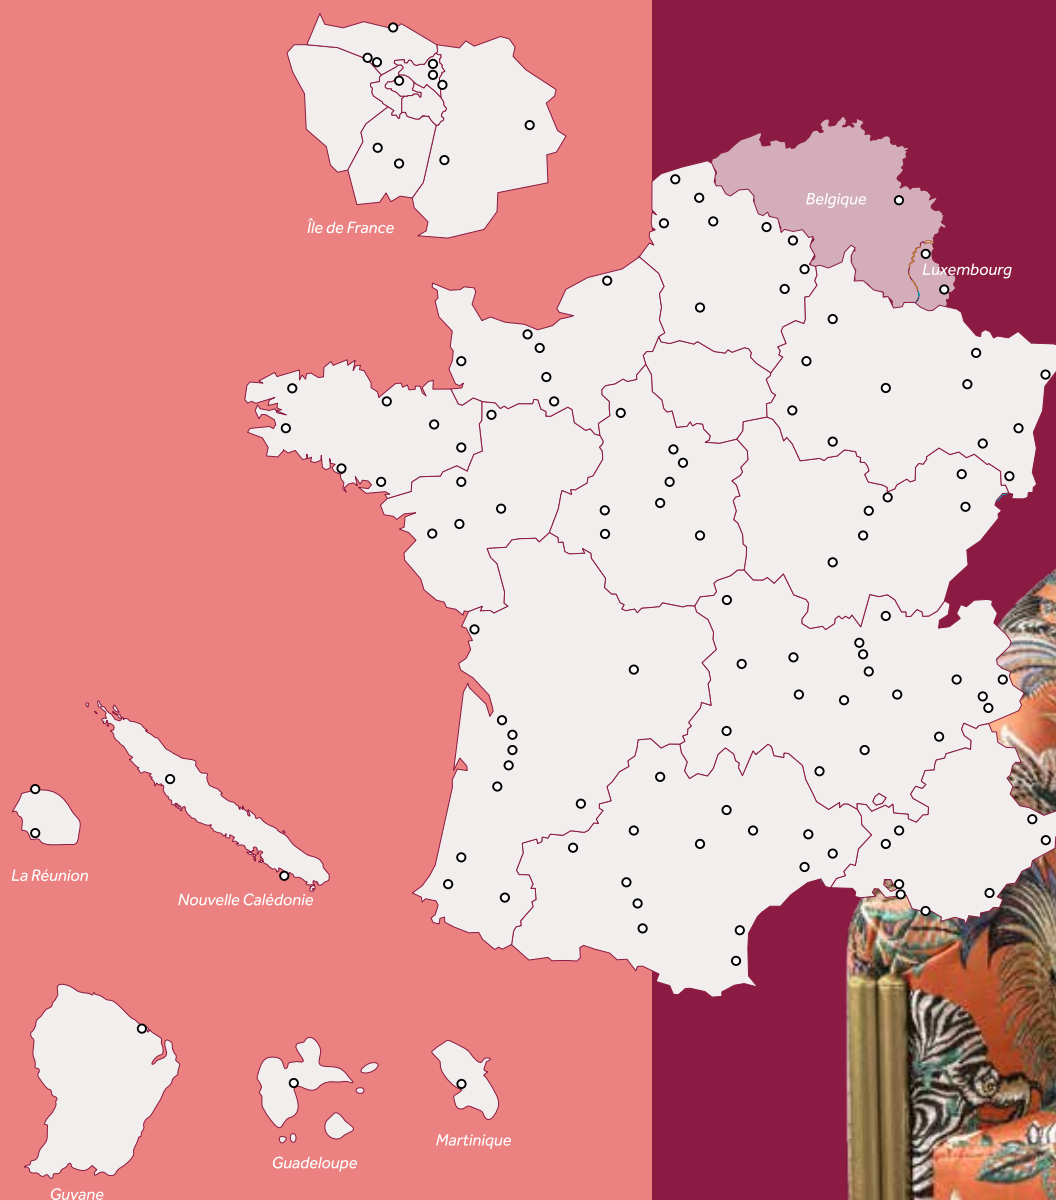 Île de France
Belgique
Luxembourg
La Réunion
Nouvelle Calédonie
Martinique
Guadeloupe
Guyane